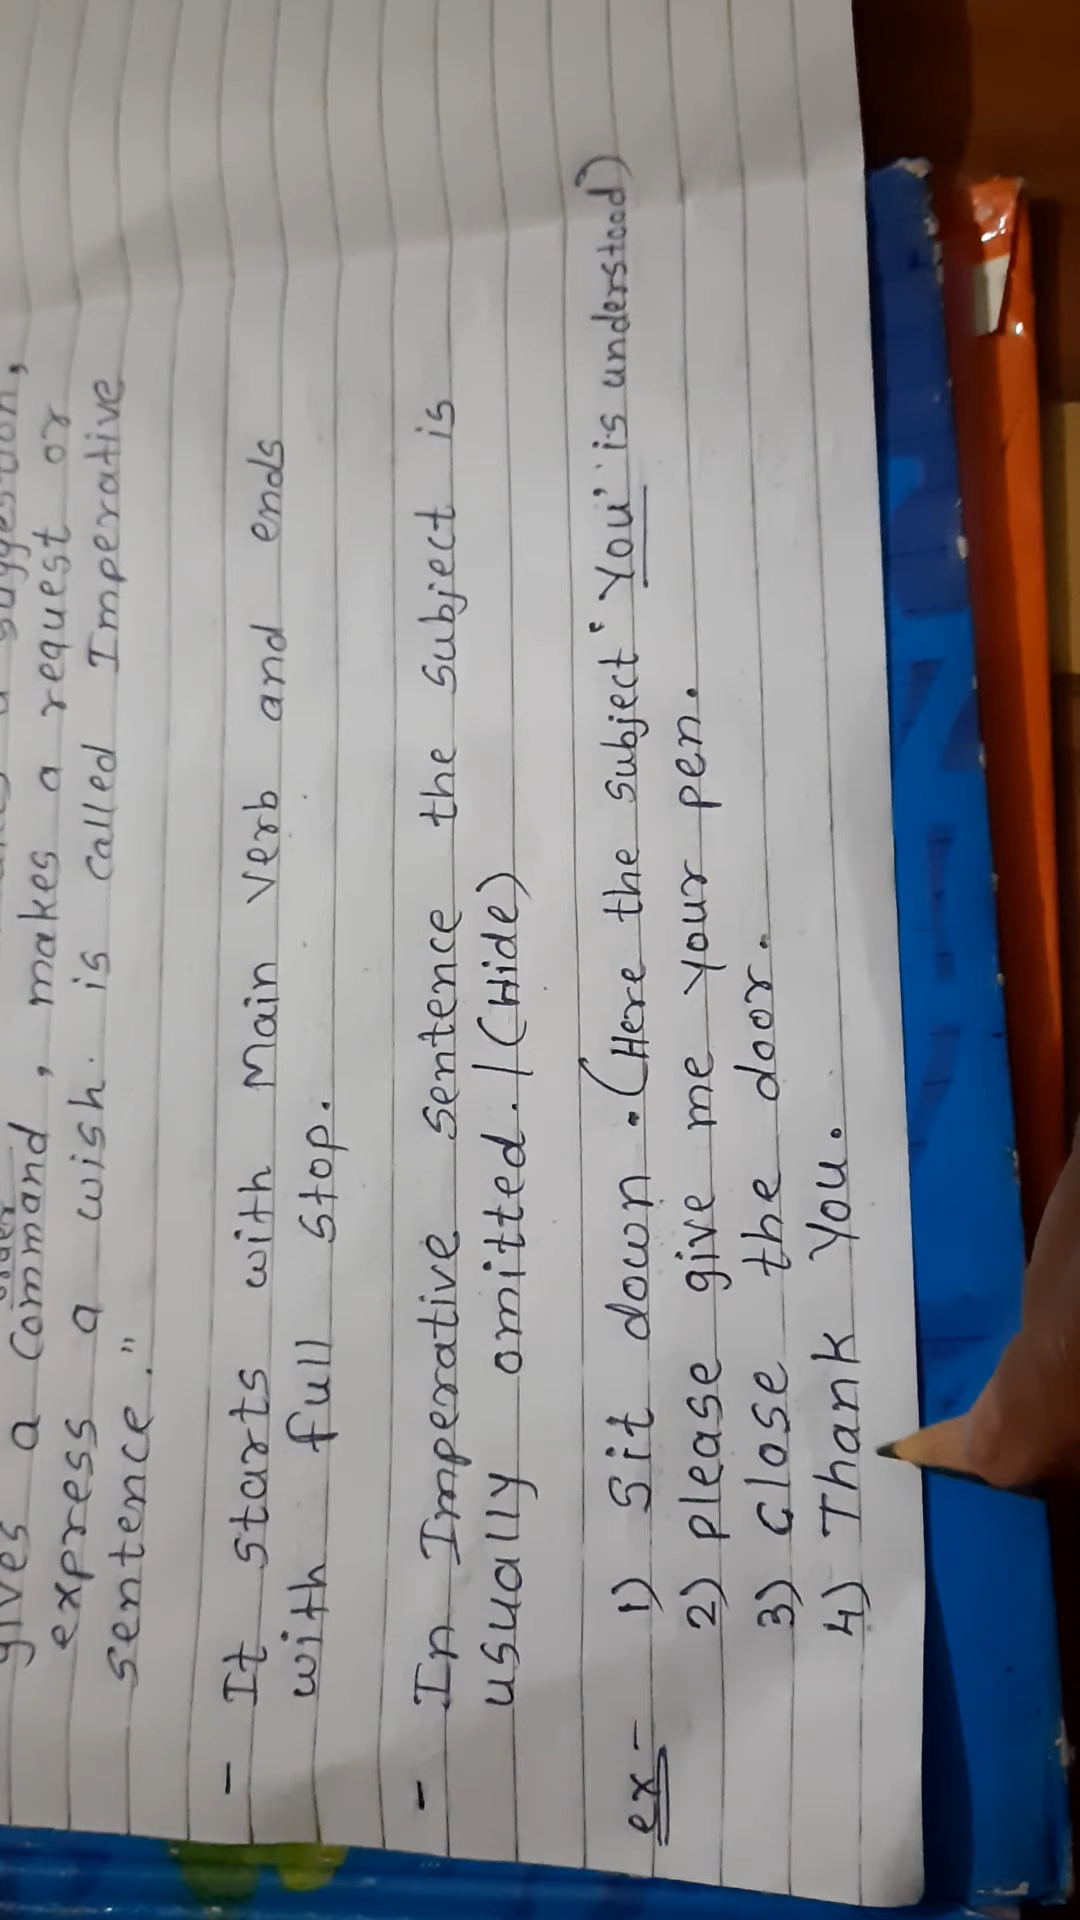 a suggestion,
gives a command, makes a request or
express a wish. is called Imperative
sentence."
- It starts with Main verb and ends
with full stop.
- In Imperative sentence the subject is
usually omitted. / (Hide)
ex- 1) Sit down. (Here the subject 'You' is understood)
2) please give me your pen.
3) close the door.
4) Thank you.